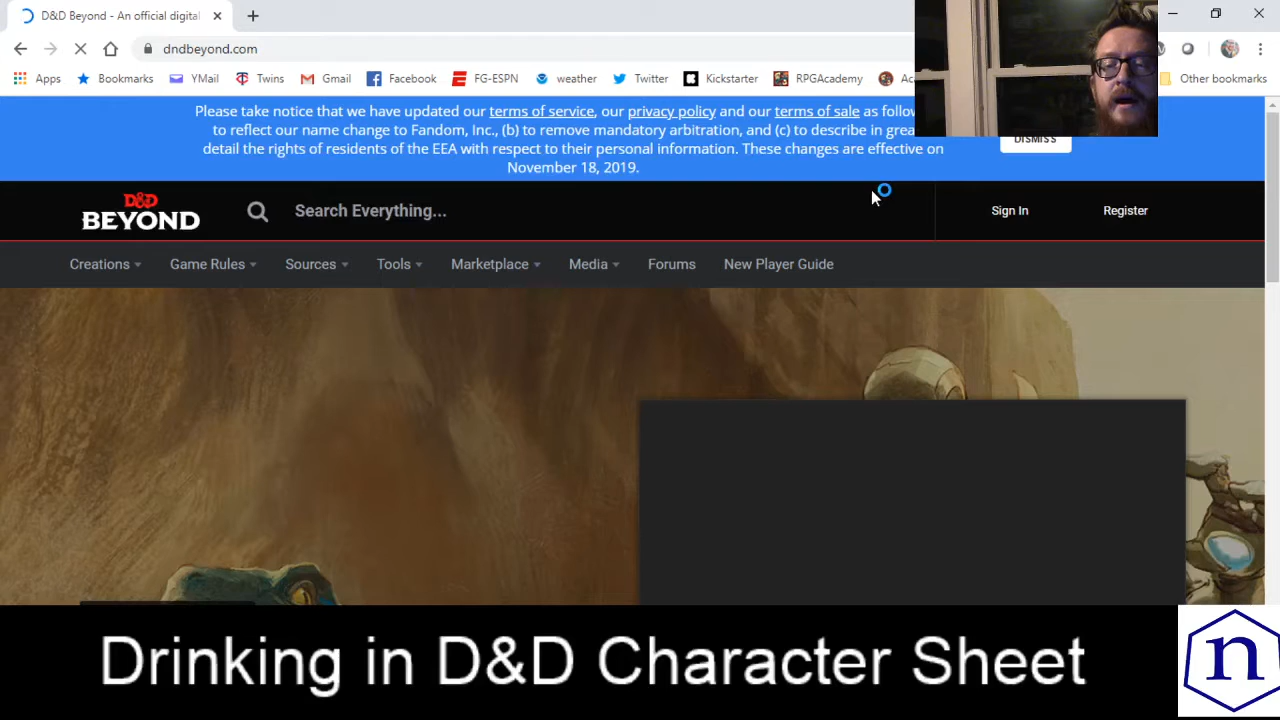 D&D Beyond - An official digital
dndbeyond.com
Apps Bookmarks YMail Twins Gmail Facebook FG-ESPN weather Twitter Kickstarter RPGAcademy Other bookmarks
Please take notice that we have updated our terms of service, our privacy policy and our terms of sale as
to reflect our name change to Fandom, Inc., (b) to remove mandatory arbitration, and (c) to describe in
detail the rights of residents of the EEA with respect to their personal information. These changes are effective on
November 18, 2019.
DISMISS
D&D
BEYOND
Search Everything...
Sign In Register
Creations Game Rules Sources Tools Marketplace Media Forums New Player Guide
Drinking in D&D Character Sheet
n